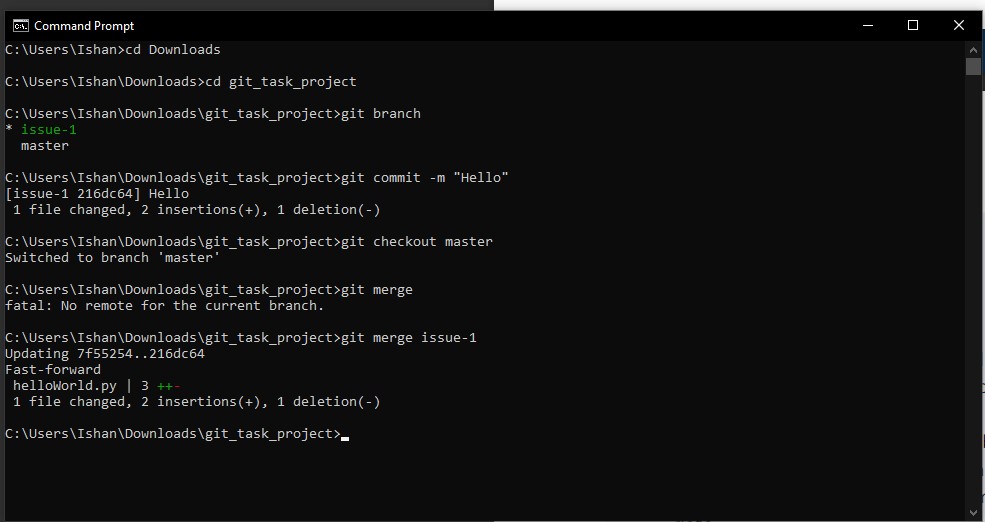 Command Prompt
C:\Users\Ishan>cd Downloads
C:\Users\Ishan\Downloads>cd git_task_project
C:\Users\Ishan\Downloads\git_task_project>git branch
* issue-1
  master
C:\Users\Ishan\Downloads\git_task_project>git commit -m "Hello"
[issue-1 216dc64] Hello
 1 file changed, 2 insertions(+), 1 deletion(-)
C:\Users\Ishan\Downloads\git_task_project>git checkout master
Switched to branch 'master'
C:\Users\Ishan\Downloads\git_task_project>git merge
fatal: No remote for the current branch.
C:\Users\Ishan\Downloads\git_task_project>git merge issue-1
Updating 7f55254..216dc64
Fast-forward
 helloWorld.py | 3 ++-
 1 file changed, 2 insertions(+), 1 deletion(-)
C:\Users\Ishan\Downloads\git_task_project>